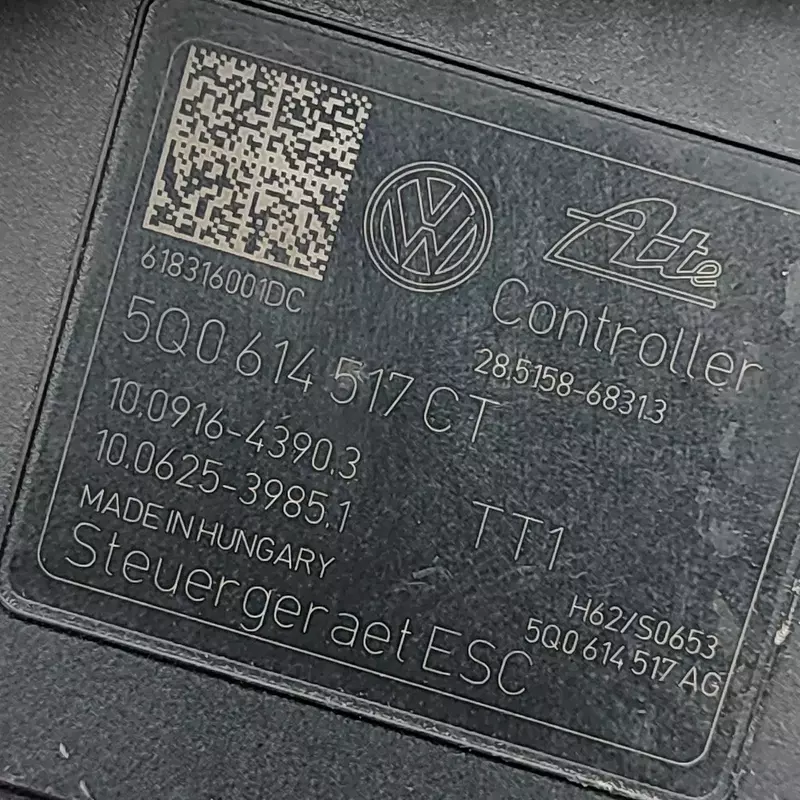 Ate
618316001DC
Controller
28.5158-6831.3
5Q0 614 517 CT
10.0916-4390.3
10.0625-3985.1
TT1
MADE IN HUNGARY
H62/S0653
Steuergeraet ESC
5Q0 614 517 AG